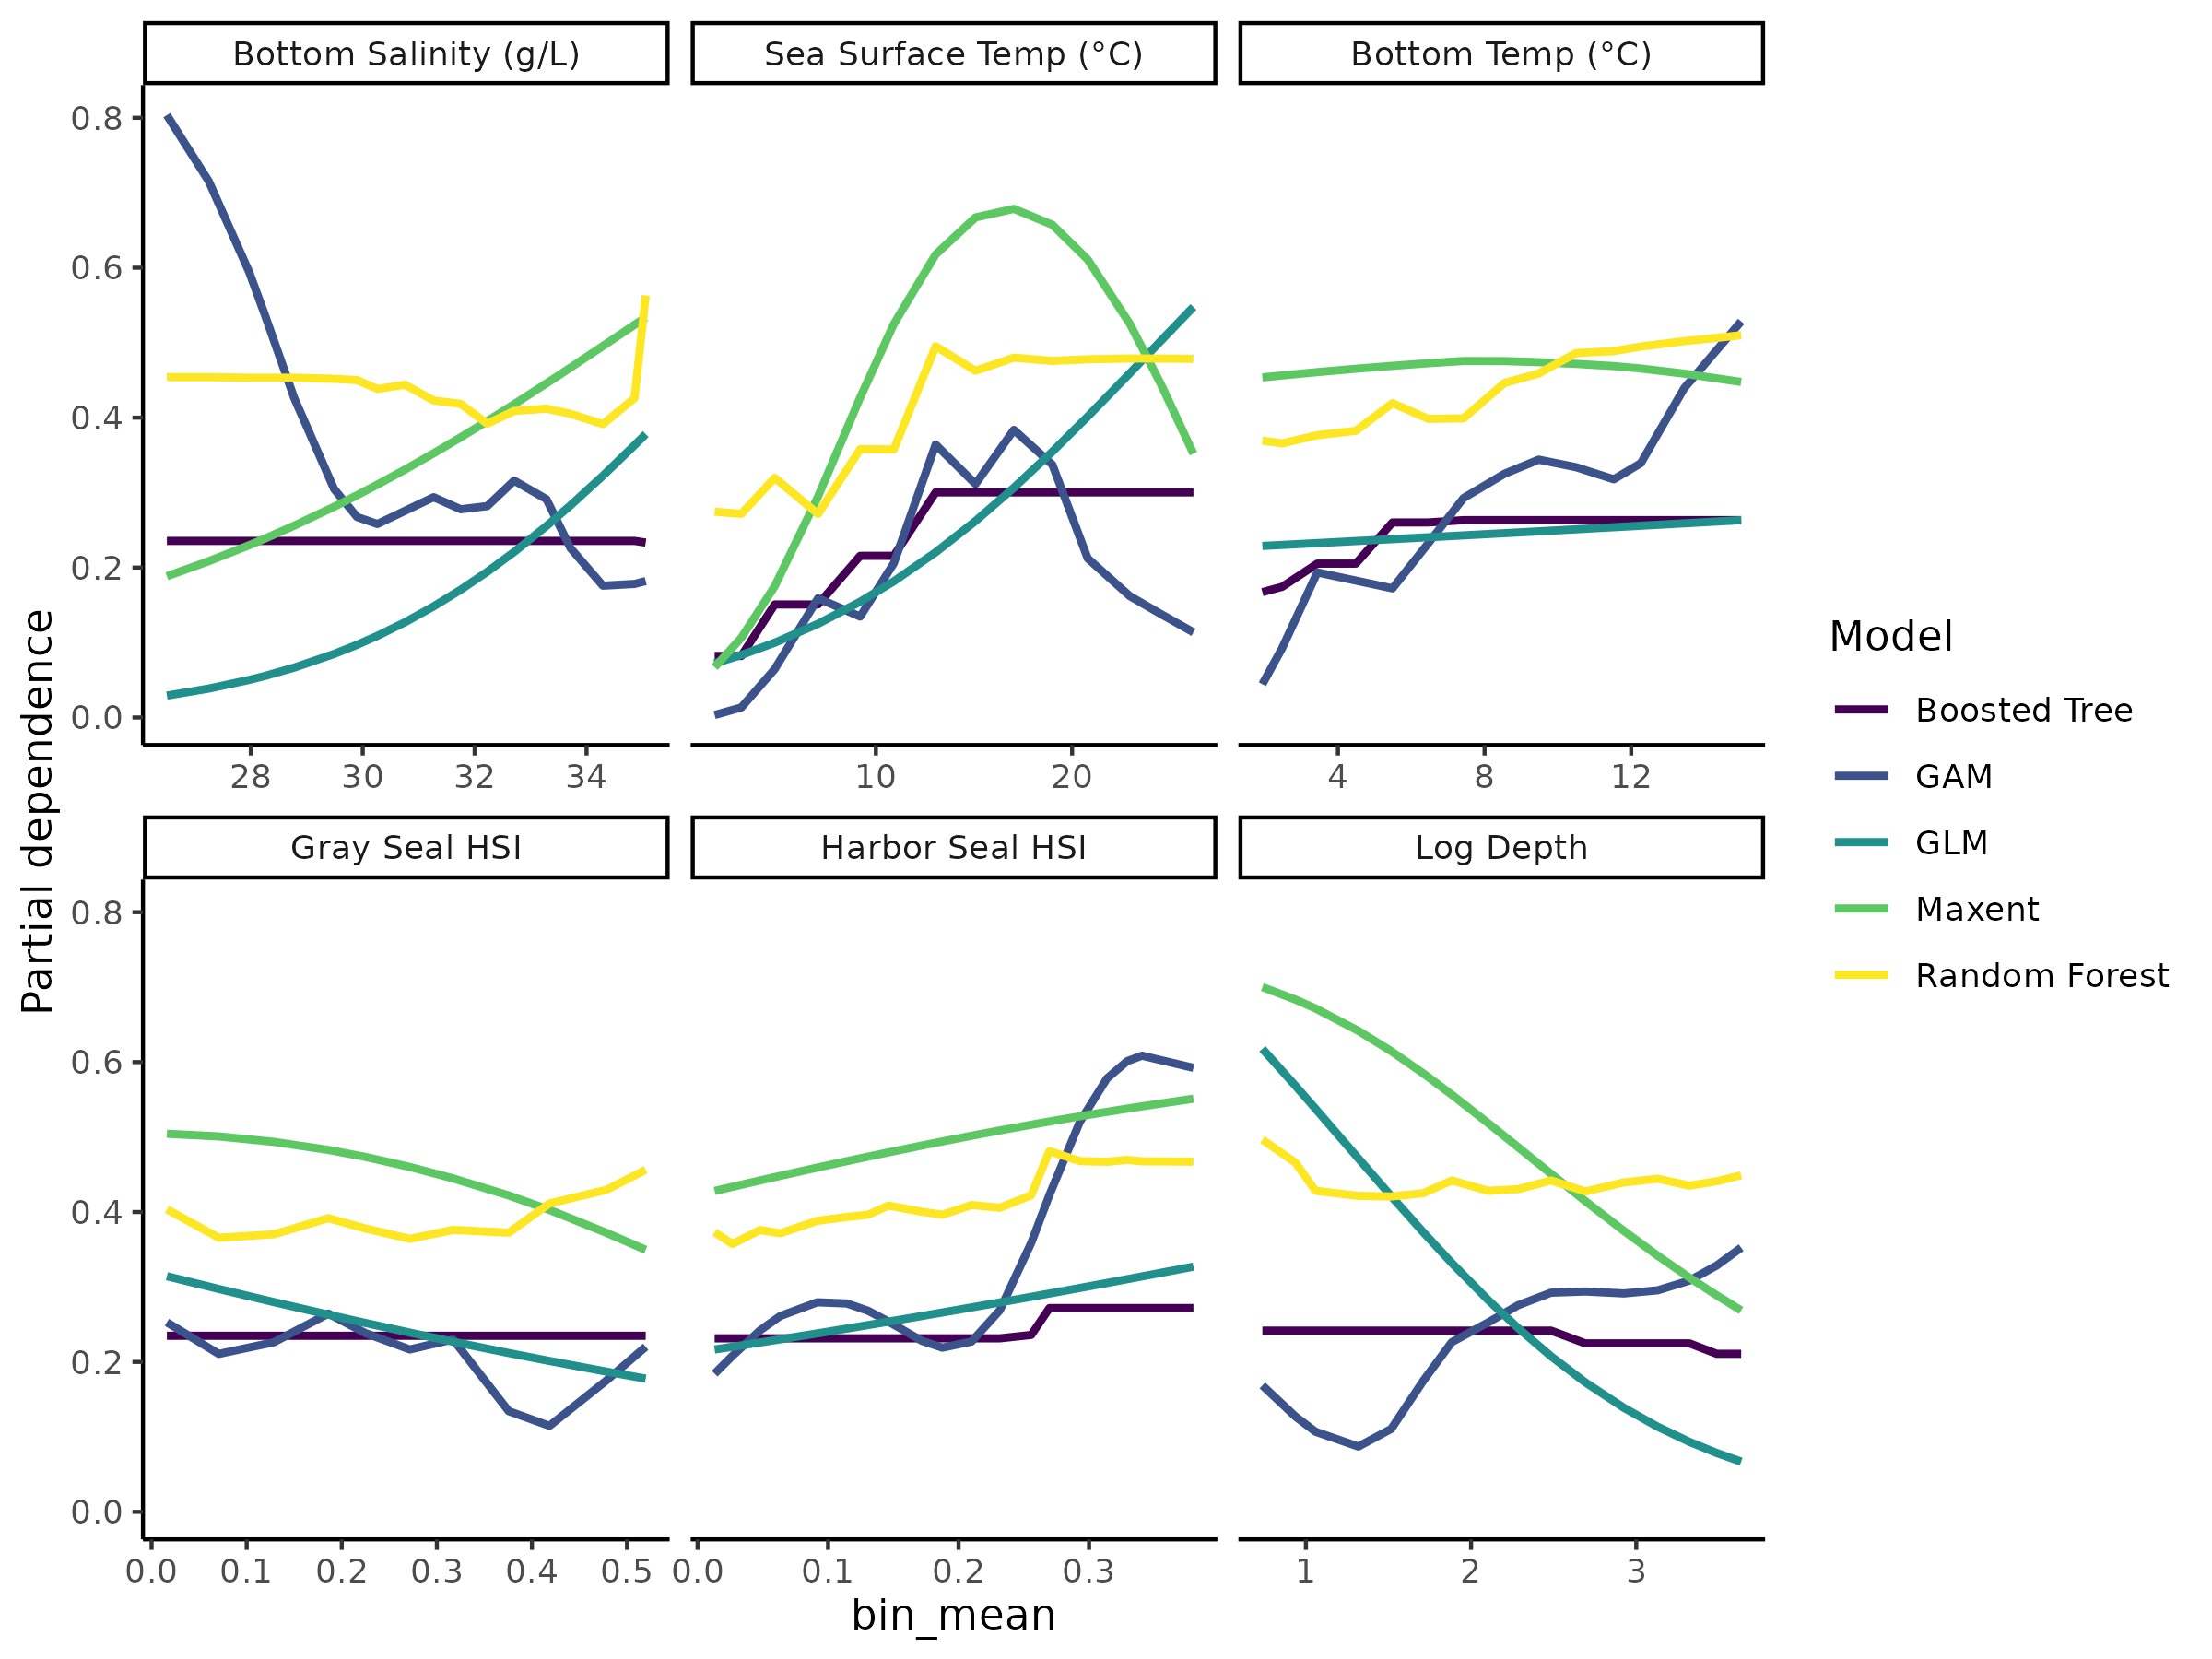 Bottom Salinity (g/L)
Sea Surface Temp (°C)
Bottom Temp (°C)
0.8
0.6
0.4
0.2
0.0
28 30 32 34
10 20
4 8 12
Partial dependence
Gray Seal HSI
Harbor Seal HSI
Log Depth
0.8
0.6
0.4
0.2
0.0
0.0 0.1 0.2 0.3 0.4 0.5
0.0 0.1 0.2 0.3
1 2 3
bin_mean
Model
Boosted Tree
GAM
GLM
Maxent
Random Forest